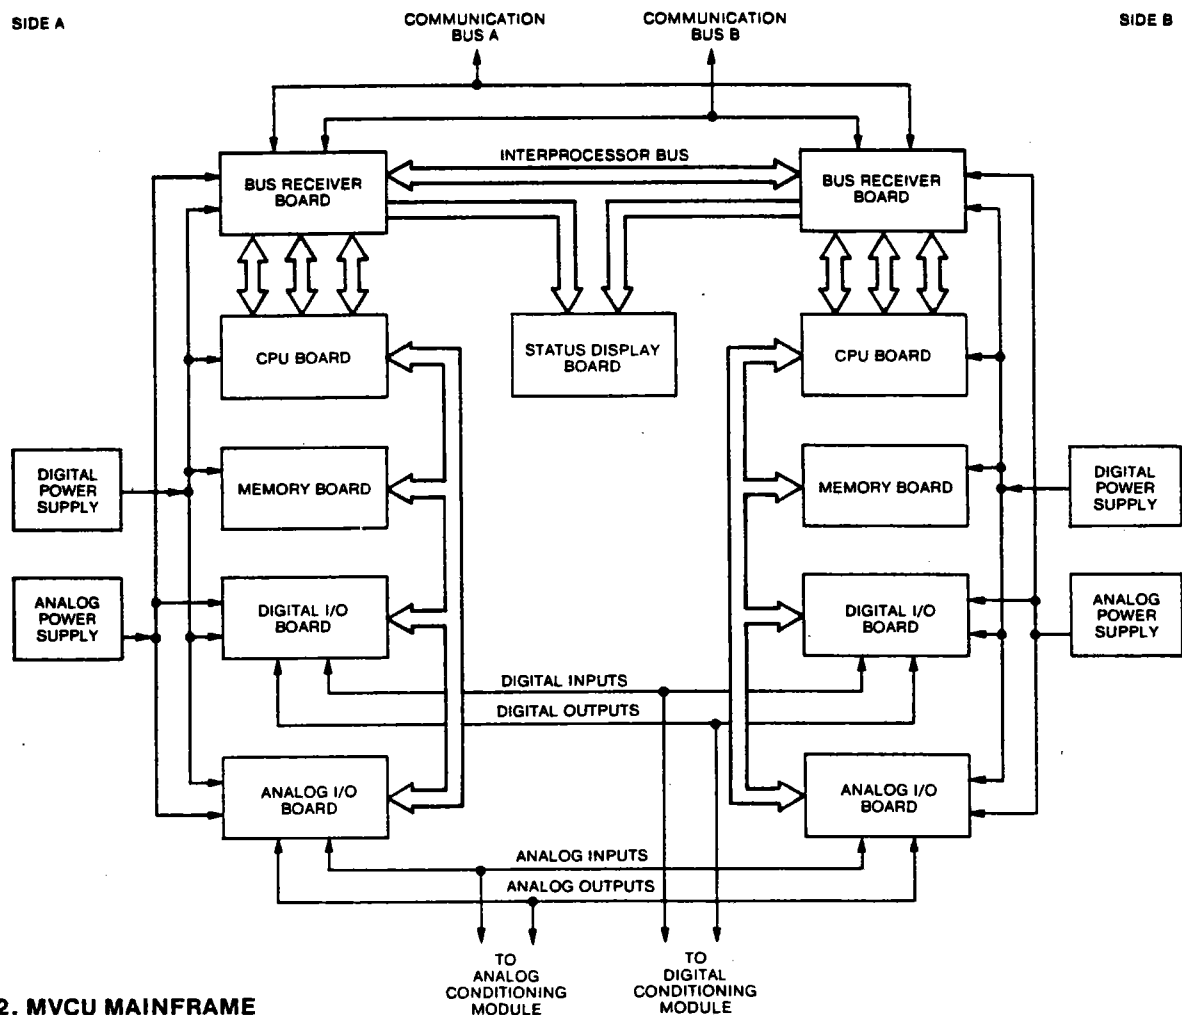 SIDE A
COMMUNICATION
BUS A
COMMUNICATION
BUS B
SIDE B
INTERPROCESSOR BUS
BUS RECEIVER
BOARD
BUS RECEIVER
BOARD
CPU BOARD
STATUS DISPLAY
BOARD
CPU BOARD
DIGITAL
POWER
SUPPLY
MEMORY BOARD
MEMORY BOARD
DIGITAL
POWER
SUPPLY
ANALOG
POWER
SUPPLY
DIGITAL I/O
BOARD
DIGITAL I/O
BOARD
ANALOG
POWER
SUPPLY
DIGITAL INPUTS
DIGITAL OUTPUTS
ANALOG I/O
BOARD
ANALOG I/O
BOARD
ANALOG INPUTS
ANALOG OUTPUTS
TO
ANALOG
CONDITIONING
MODULE
TO
DIGITAL
CONDITIONING
MODULE
2. MVCU MAINFRAME